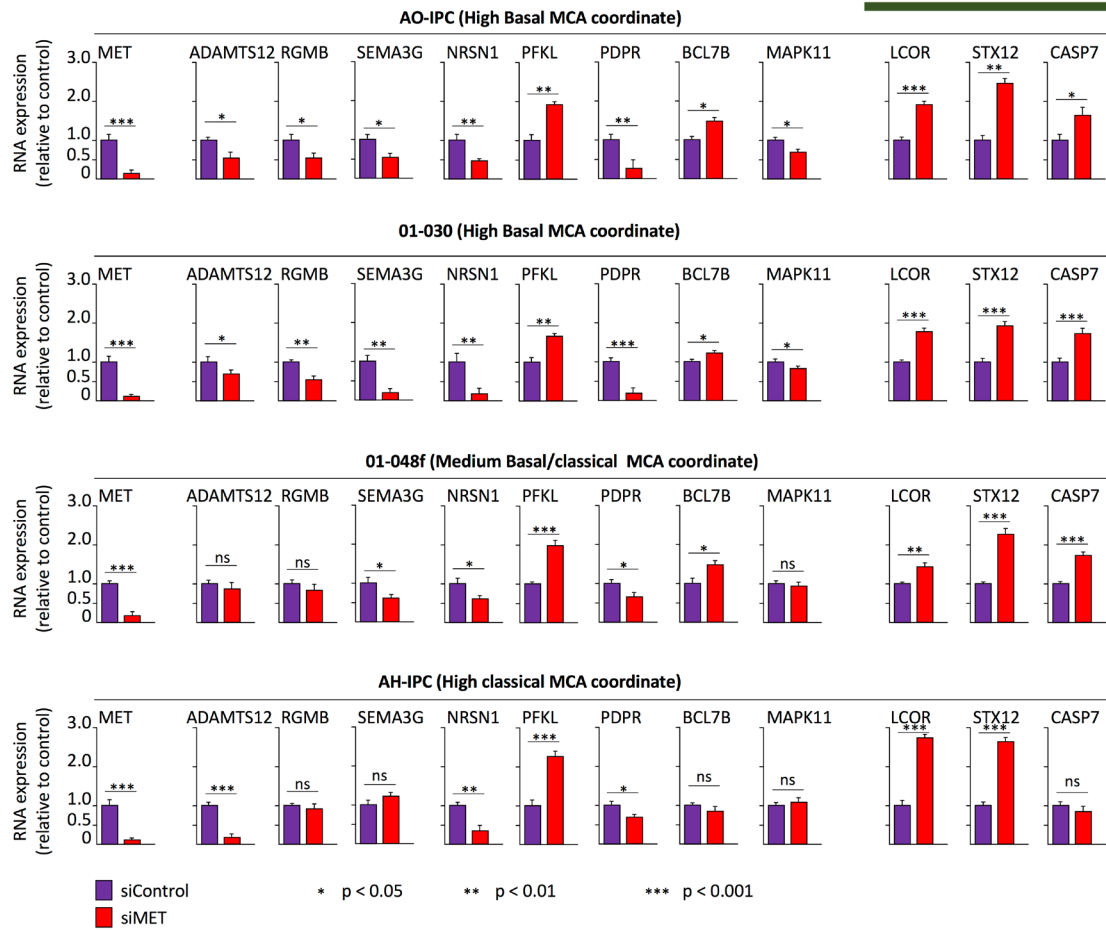 AO-IPC (High Basal MCA coordinate)
MET ADAMTS12 RGMB SEMA3G NRSN1 PFKL PDPR BCL7B MAPK11 LCOR STX12 CASP7
RNA expression
(relative to control)
3.0
2.0
1.0
0.5
0
*** * * * ** ** ** * * *** ** *
01-030 (High Basal MCA coordinate)
MET ADAMTS12 RGMB SEMA3G NRSN1 PFKL PDPR BCL7B MAPK11 LCOR STX12 CASP7
RNA expression
(relative to control)
3.0
2.0
1.0
0.5
0
*** * ** ** ** ** *** * * *** *** ***
01-048f (Medium Basal/classical MCA coordinate)
MET ADAMTS12 RGMB SEMA3G NRSN1 PFKL PDPR BCL7B MAPK11 LCOR STX12 CASP7
RNA expression
(relative to control)
3.0
2.0
1.0
0.5
0
*** ns ns * * *** * * ns ** *** ***
AH-IPC (High classical MCA coordinate)
MET ADAMTS12 RGMB SEMA3G NRSN1 PFKL PDPR BCL7B MAPK11 LCOR STX12 CASP7
RNA expression
(relative to control)
3.0
2.0
1.0
0.5
0
*** *** ns ns ** *** * ns ns *** *** ns
siControl * p < 0.05 ** p < 0.01 *** p < 0.001
siMET